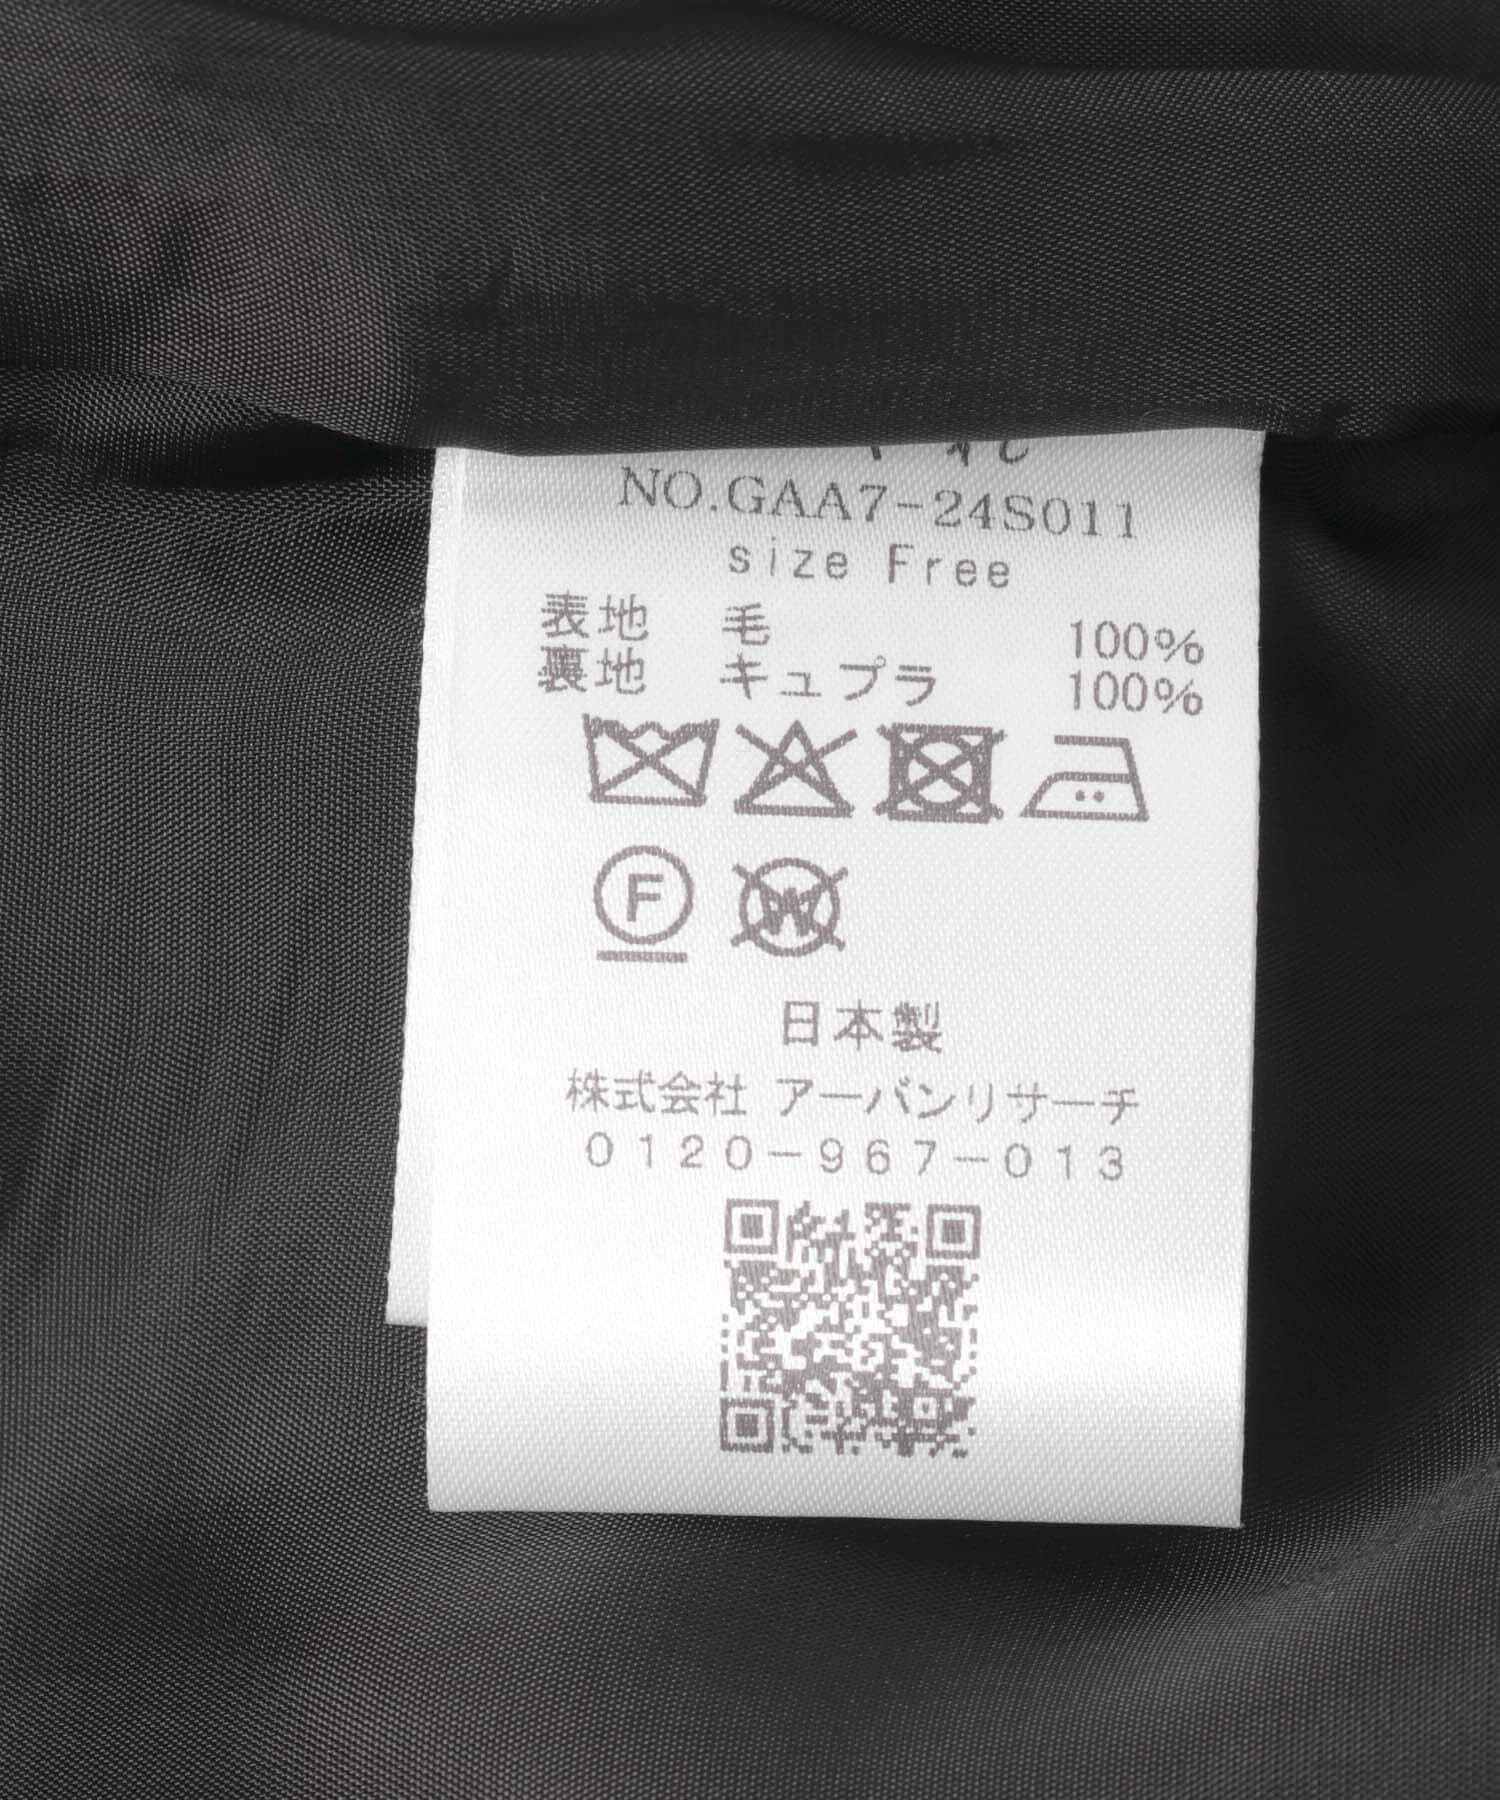 NO.GAA7-24S011
size Free
表地 毛 100%
裏地 キュプラ 100%
F
W
日本製
株式会社 アーバンリサーチ
0120-967-013